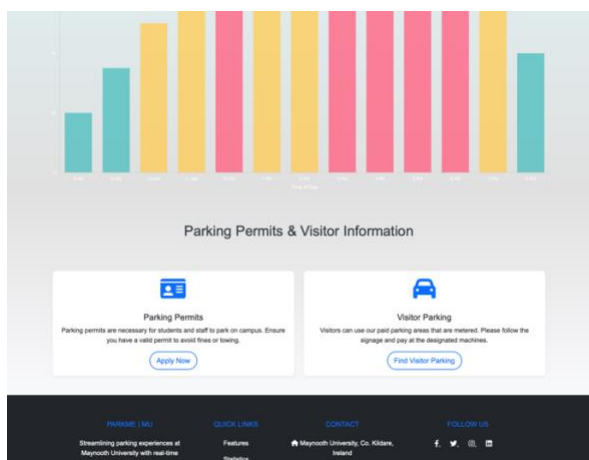 Parking Permits & Visitor Information
Parking Permits
Parking permits are necessary for students and staff to park on campus. Ensure
you have a valid permit to avoid fines or towing.
Apply Now
Visitor Parking
Visitors can use our paid parking areas that are metered. Please follow the
signage and pay at the designated machines.
Find Visitor Parking
PARKME | MU
Streamlining parking experiences at
Maynooth University with real-time
QUICK LINKS
Features
Statistics
CONTACT
Maynooth University, Co. Kildare,
Ireland
FOLLOW US